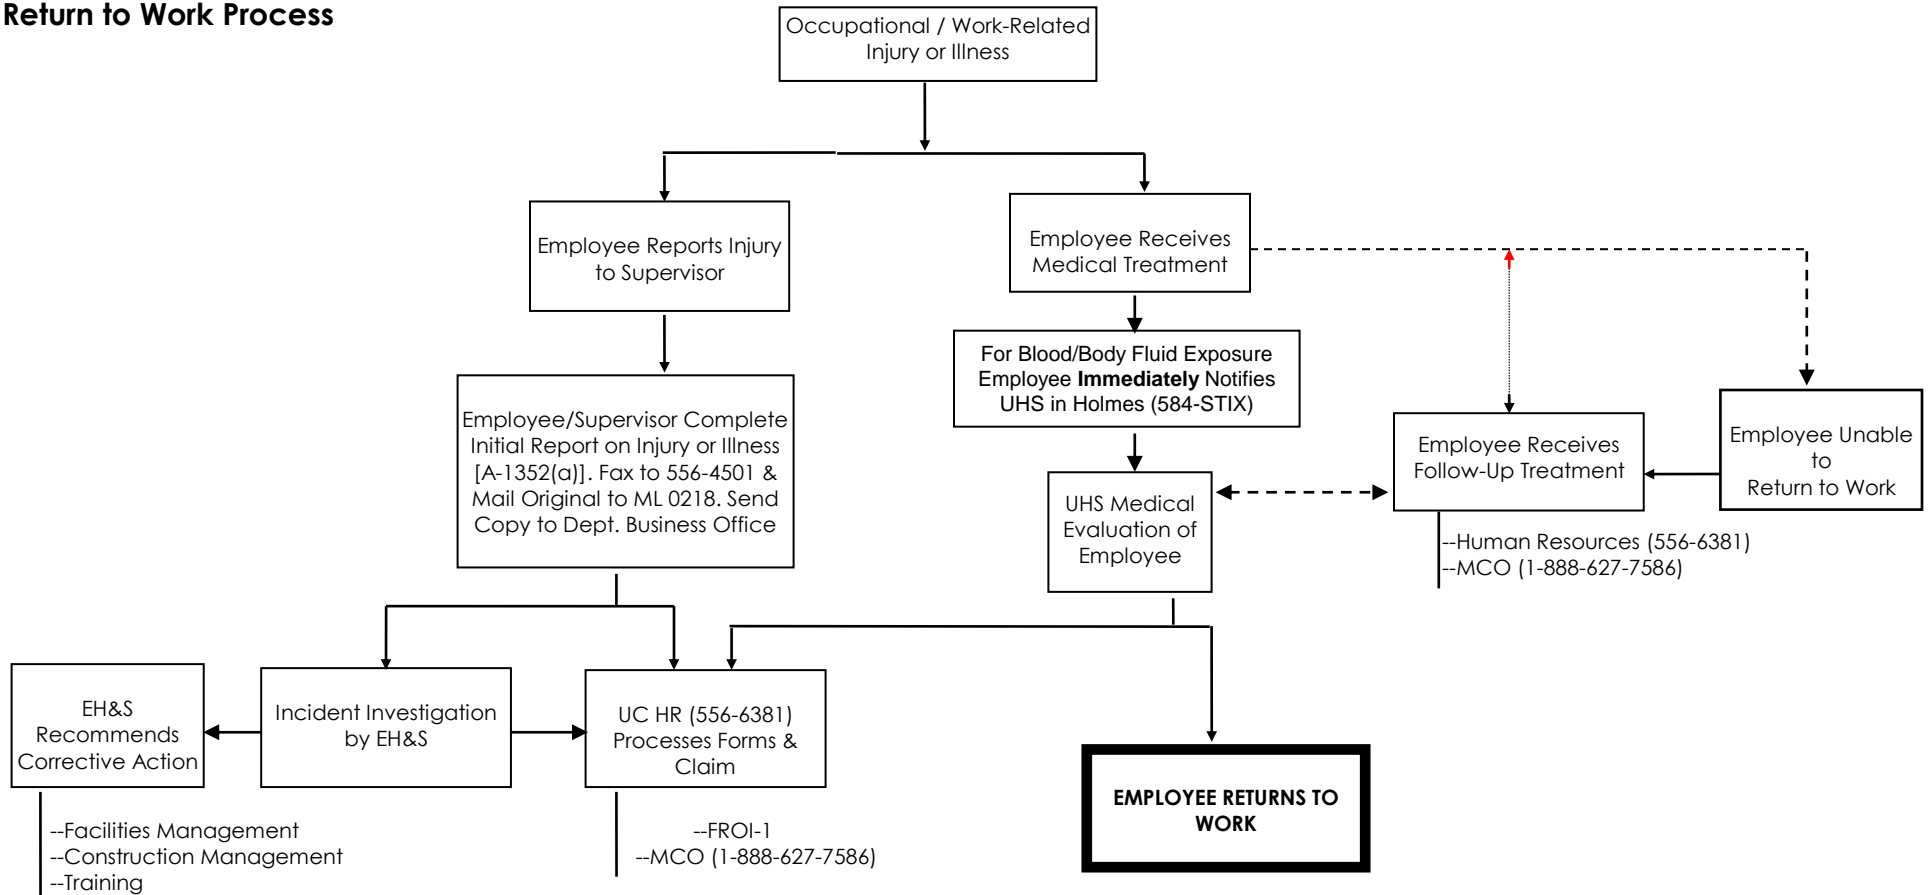 Return to Work Process
Occupational / Work-Related
Injury or Illness
Employee Reports Injury
to Supervisor
Employee Receives
Medical Treatment
For Blood/Body Fluid Exposure
Employee Immediately Notifies
UHS in Holmes (584-STIX)
Employee/Supervisor Complete
Initial Report on Injury or Illness
[A-1352(a)]. Fax to 556-4501 &
Mail Original to ML 0218. Send
Copy to Dept. Business Office
UHS Medical
Evaluation of
Employee
Employee Receives
Follow-Up Treatment
Employee Unable
to
Return to Work
--Human Resources (556-6381)
--MCO (1-888-627-7586)
EH&S
Recommends
Corrective Action
Incident Investigation
by EH&S
UC HR (556-6381)
Processes Forms &
Claim
EMPLOYEE RETURNS TO
WORK
--Facilities Management
--Construction Management
--Training
--FROI-1
--MCO (1-888-627-7586)